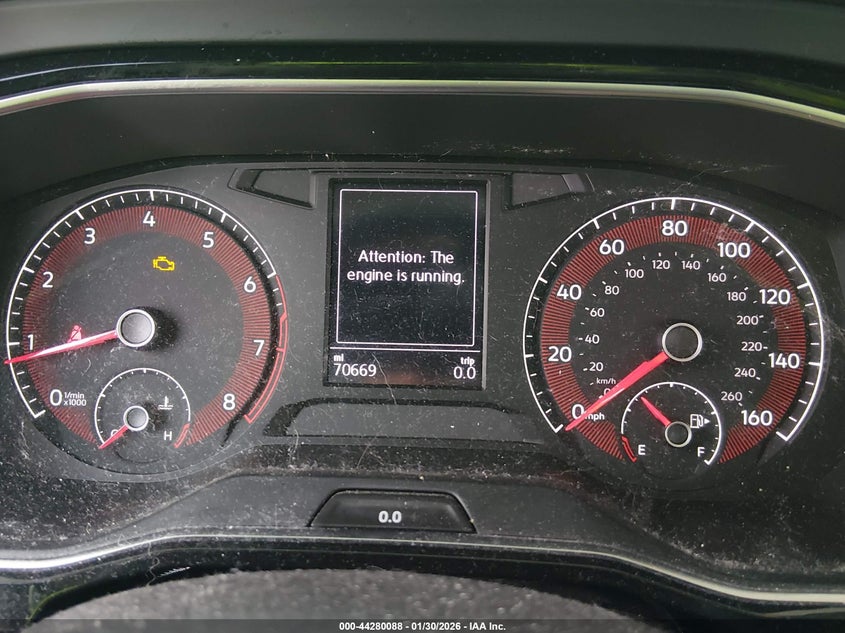 4
3
5
2
6
1
7
0
1/min
x1000
8
H
Attention: The
engine is running.
mi
trip
70669
0.0
80
60
100
40
120
20
140
0
mph
160
120
140
100
160
80
180
60
200
40
220
20
240
km/h
260
E
F
0.0
000-44280088 - 01/30/2026 - IAA Inc.